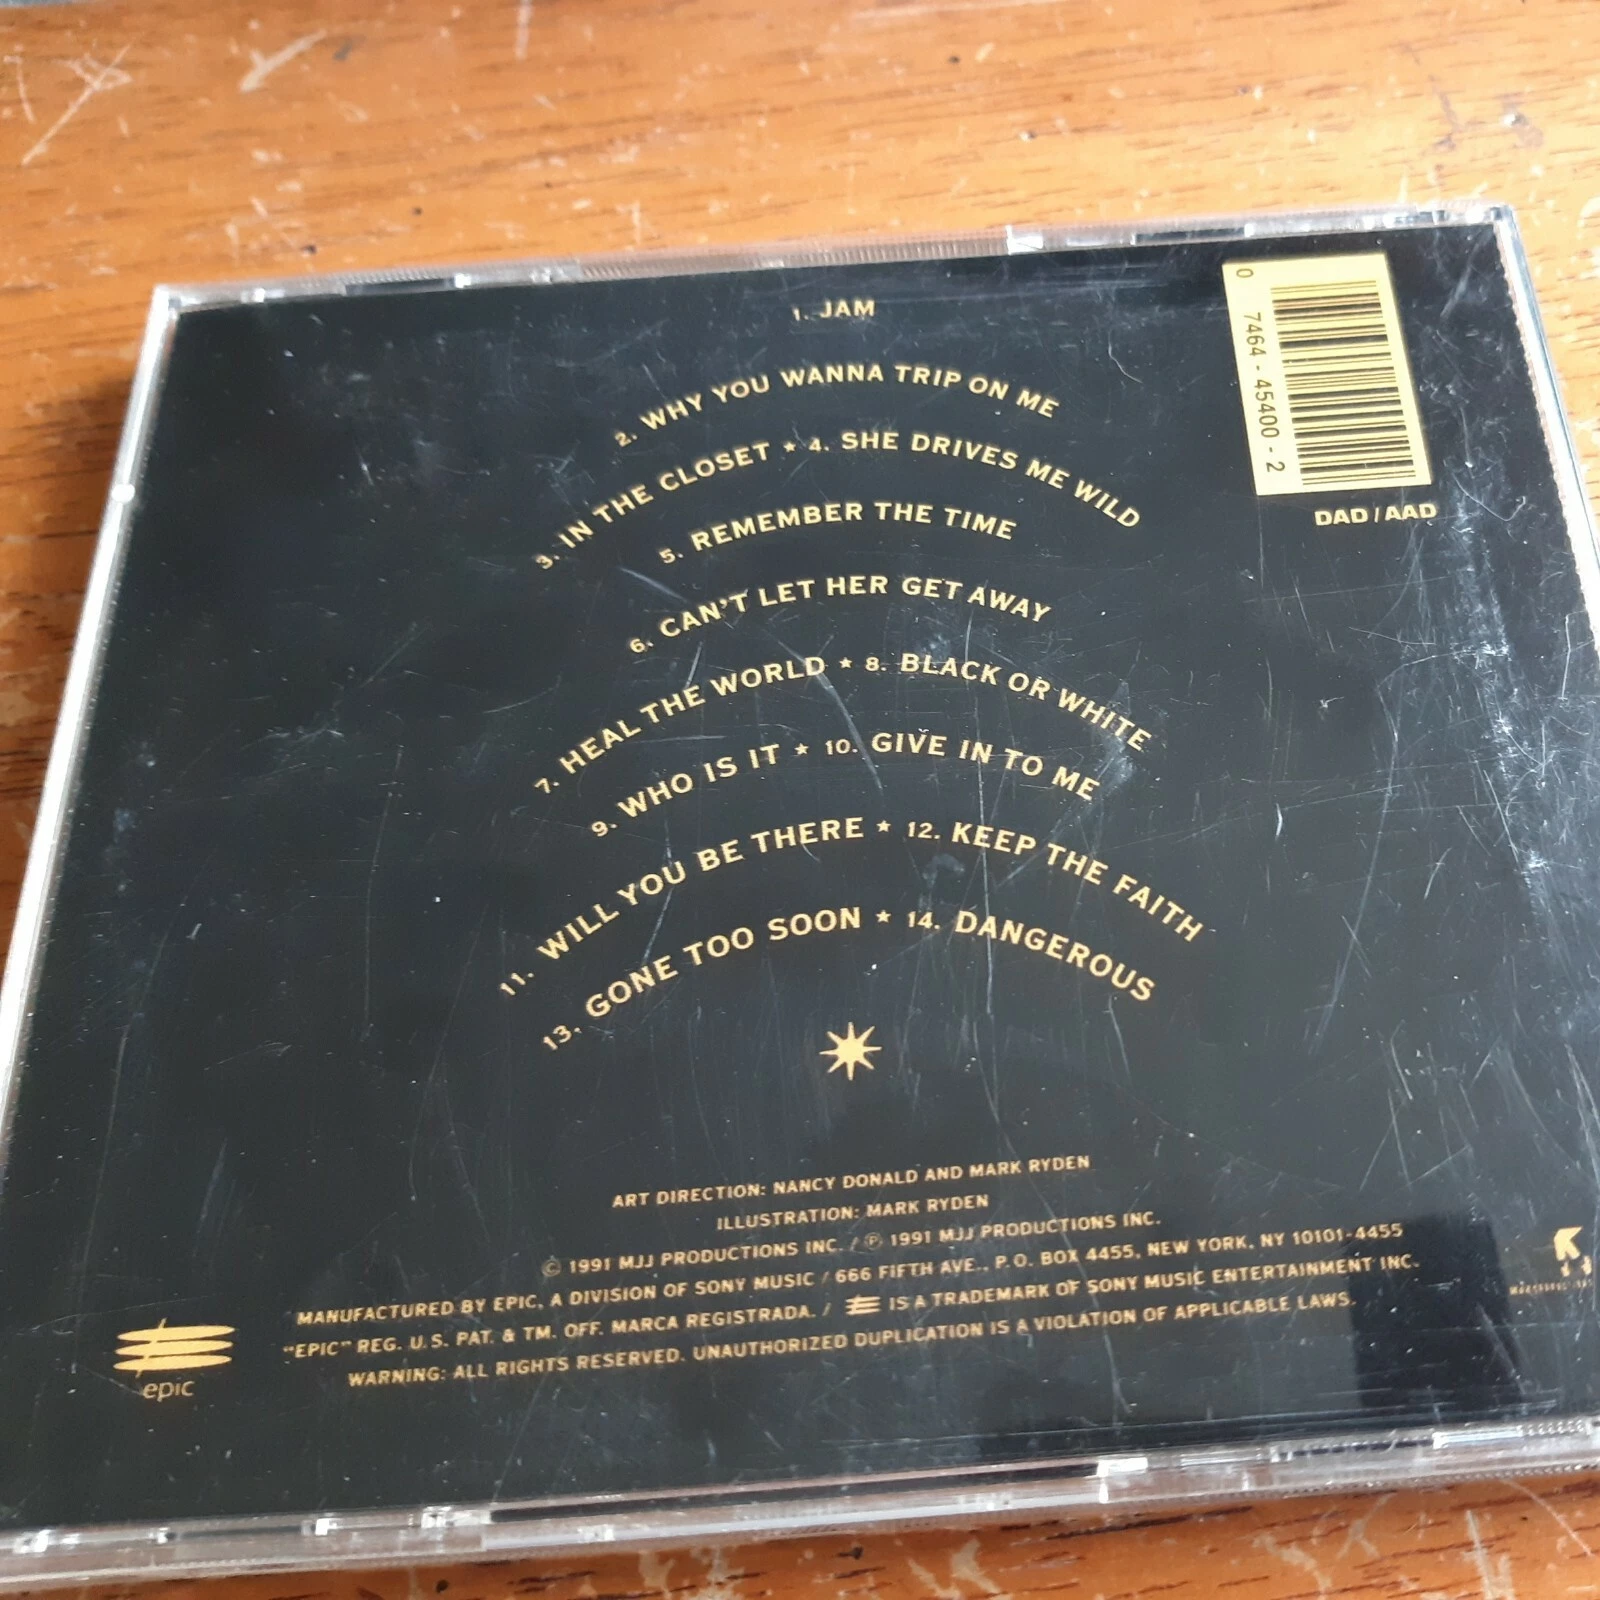 1. JAM
2. WHY YOU WANNA TRIP ON ME
3. IN THE CLOSET ★ 4. SHE DRIVES ME WILD
5. REMEMBER THE TIME
6. CAN'T LET HER GET AWAY
7. HEAL THE WORLD ★ 8. BLACK OR WHITE
9. WHO IS IT ★ 10. GIVE IN TO ME
11. WILL YOU BE THERE ★ 12. KEEP THE FAITH
13. GONE TOO SOON ★ 14. DANGEROUS
0 7464-45400-2
DAD/AAD
ART DIRECTION: NANCY DONALD AND MARK RYDEN
ILLUSTRATION: MARK RYDEN
© 1991 MJJ PRODUCTIONS INC. / ℗ 1991 MJJ PRODUCTIONS INC.
MANUFACTURED BY EPIC, A DIVISION OF SONY MUSIC / 666 FIFTH AVE., P.O. BOX 4455, NEW YORK, NY 10101-4455
"EPIC" REG. U.S. PAT. & TM. OFF. MARCA REGISTRADA. / IS A TRADEMARK OF SONY MUSIC ENTERTAINMENT INC.
WARNING: ALL RIGHTS RESERVED. UNAUTHORIZED DUPLICATION IS A VIOLATION OF APPLICABLE LAWS.
epic